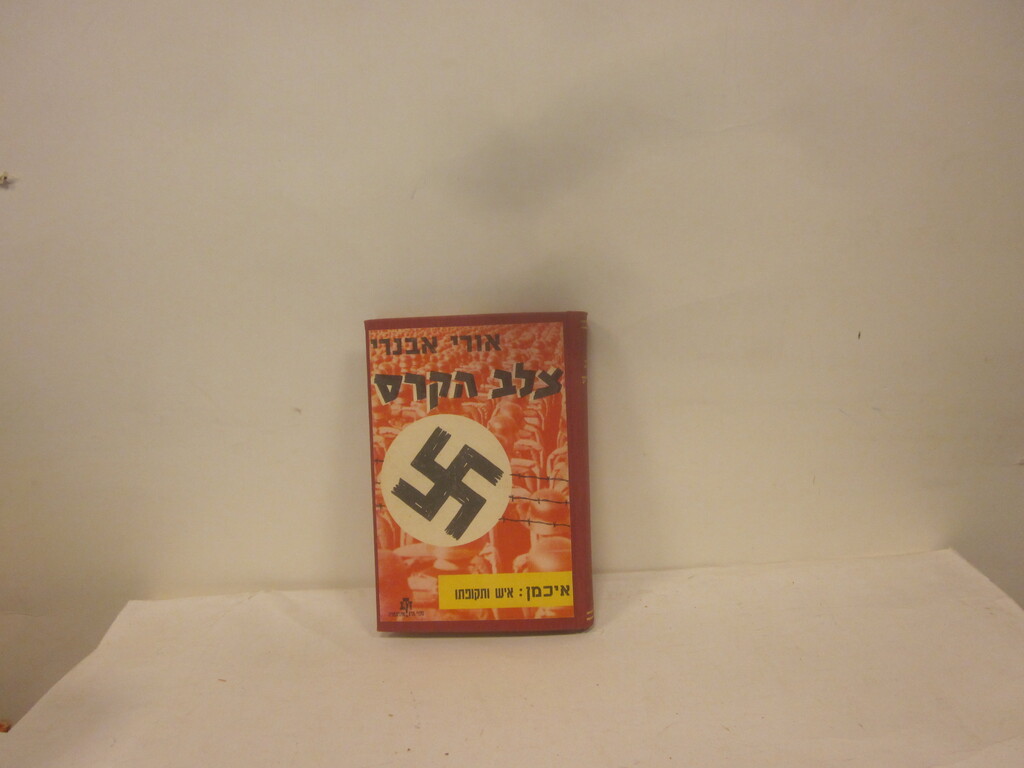 אורי אבנרי
צלב הקרס
איכמן: איש ותקופתו